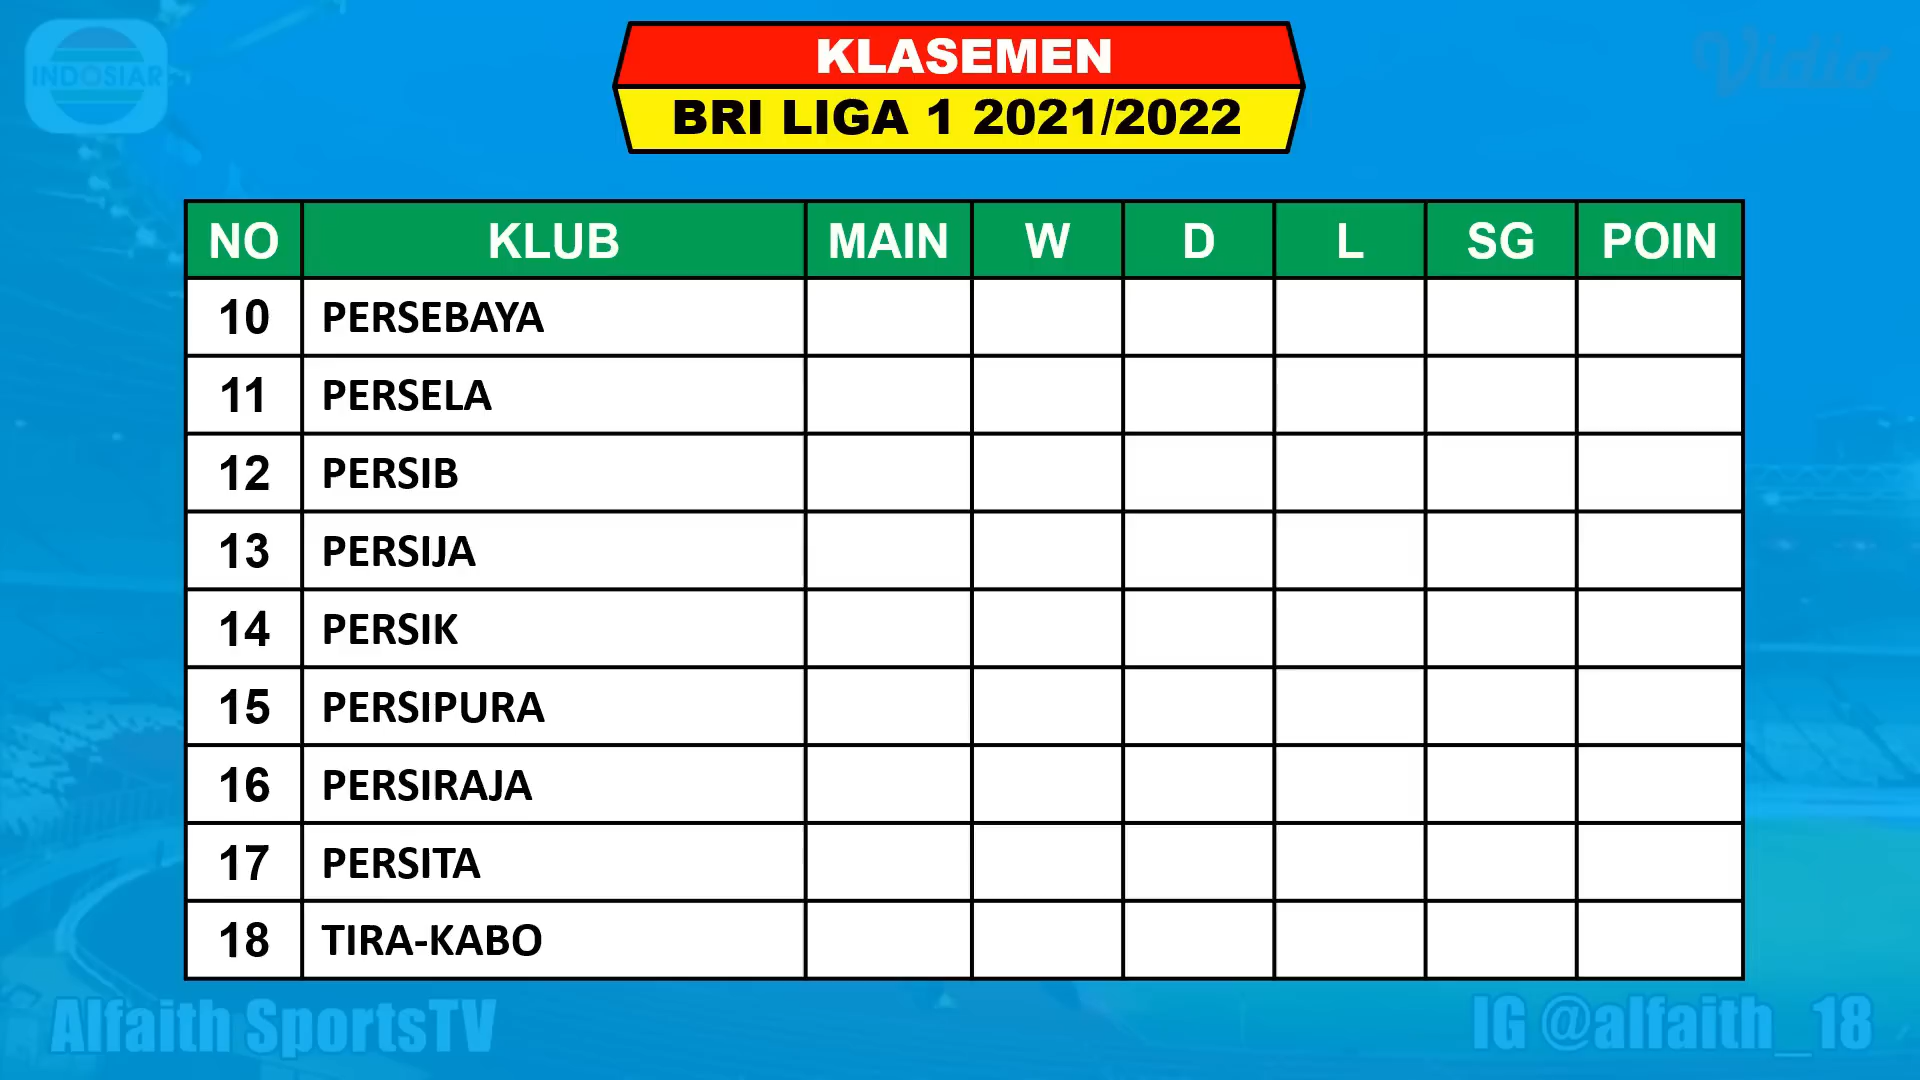 INDOSIAR
Vidio
KLASEMEN
BRI LIGA 1 2021/2022
NO KLUB MAIN W D L SG POIN
10 PERSEBAYA
11 PERSELA
12 PERSIB
13 PERSIJA
14 PERSIK
15 PERSIPURA
16 PERSIRAJA
17 PERSITA
18 TIRA-KABO
Alfaith SportsTV
IG @alfaith_18